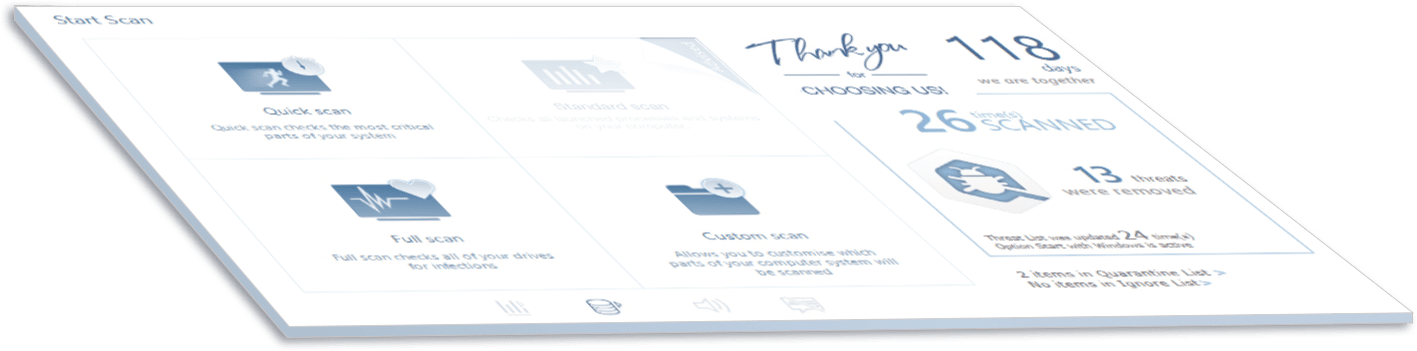 Start Scan
Quick scan
Quick scan checks the most critical
parts of your system
Standard scan
Checks all launched processes and systems
on your computer
Full scan
Full scan checks all of your drives
for infections
Custom scan
Allows you to customise which
parts of your computer system will
be scanned
Thank you
for
CHOOSING US!
118
days
we are together
26 time(s)
SCANNED
13 threats
were removed
Threat List was updated 24 time(s)
Option Start with Windows is active
2 items in Quarantine List >>
No items in Ignore List >>